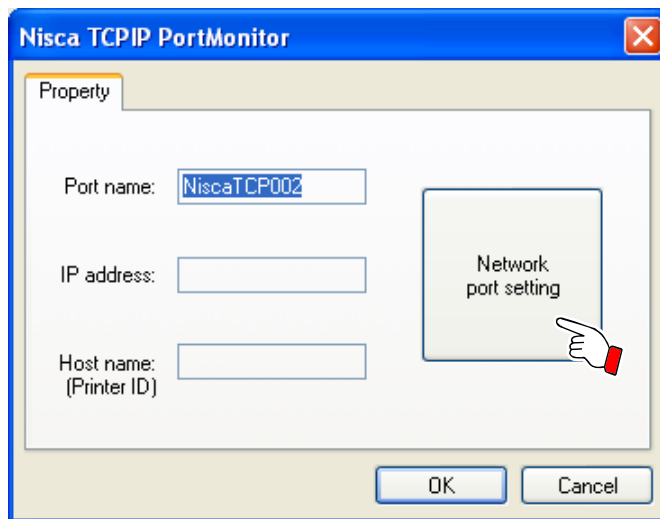 Nisca TCPIP PortMonitor
Property
Port name: NiscaTCP002
IP address:
Host name:
(Printer ID)
Network
port setting
OK Cancel